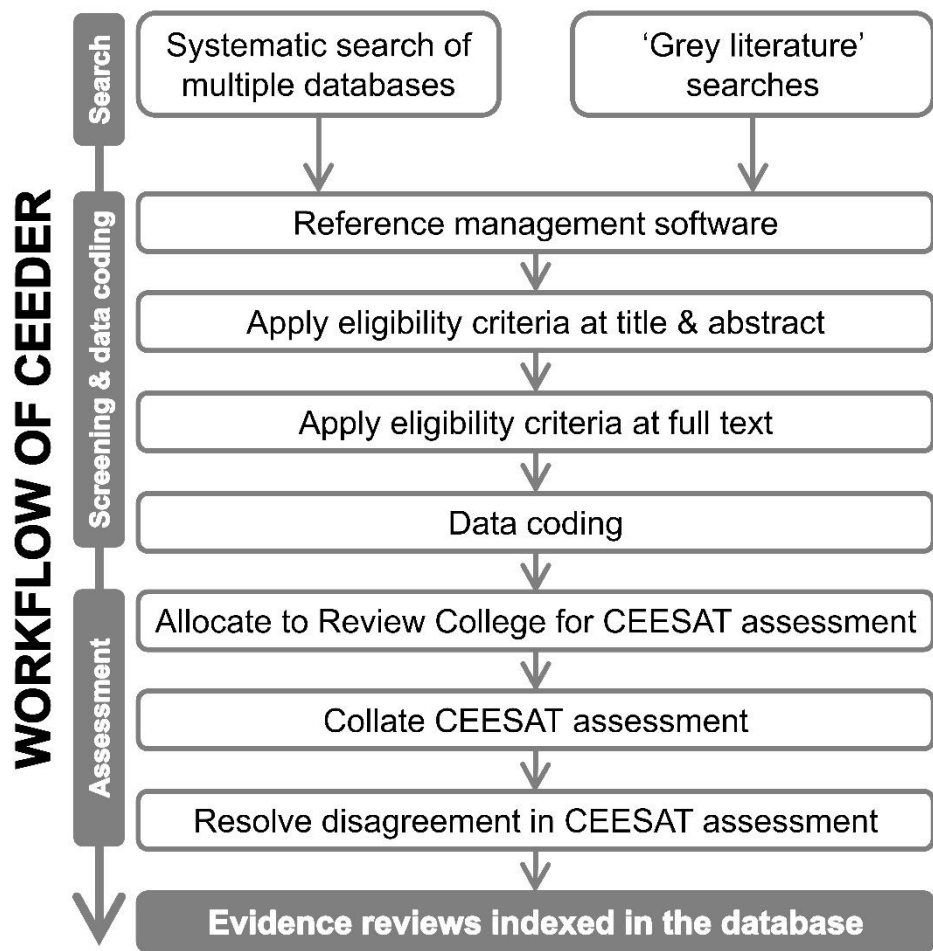 WORKFLOW OF CEEDER
Search
Systematic search of
multiple databases
‘Grey literature’
searches
Screening & data coding
Reference management software
Apply eligibility criteria at title & abstract
Apply eligibility criteria at full text
Data coding
Assessment
Allocate to Review College for CEESAT assessment
Collate CEESAT assessment
Resolve disagreement in CEESAT assessment
Evidence reviews indexed in the database